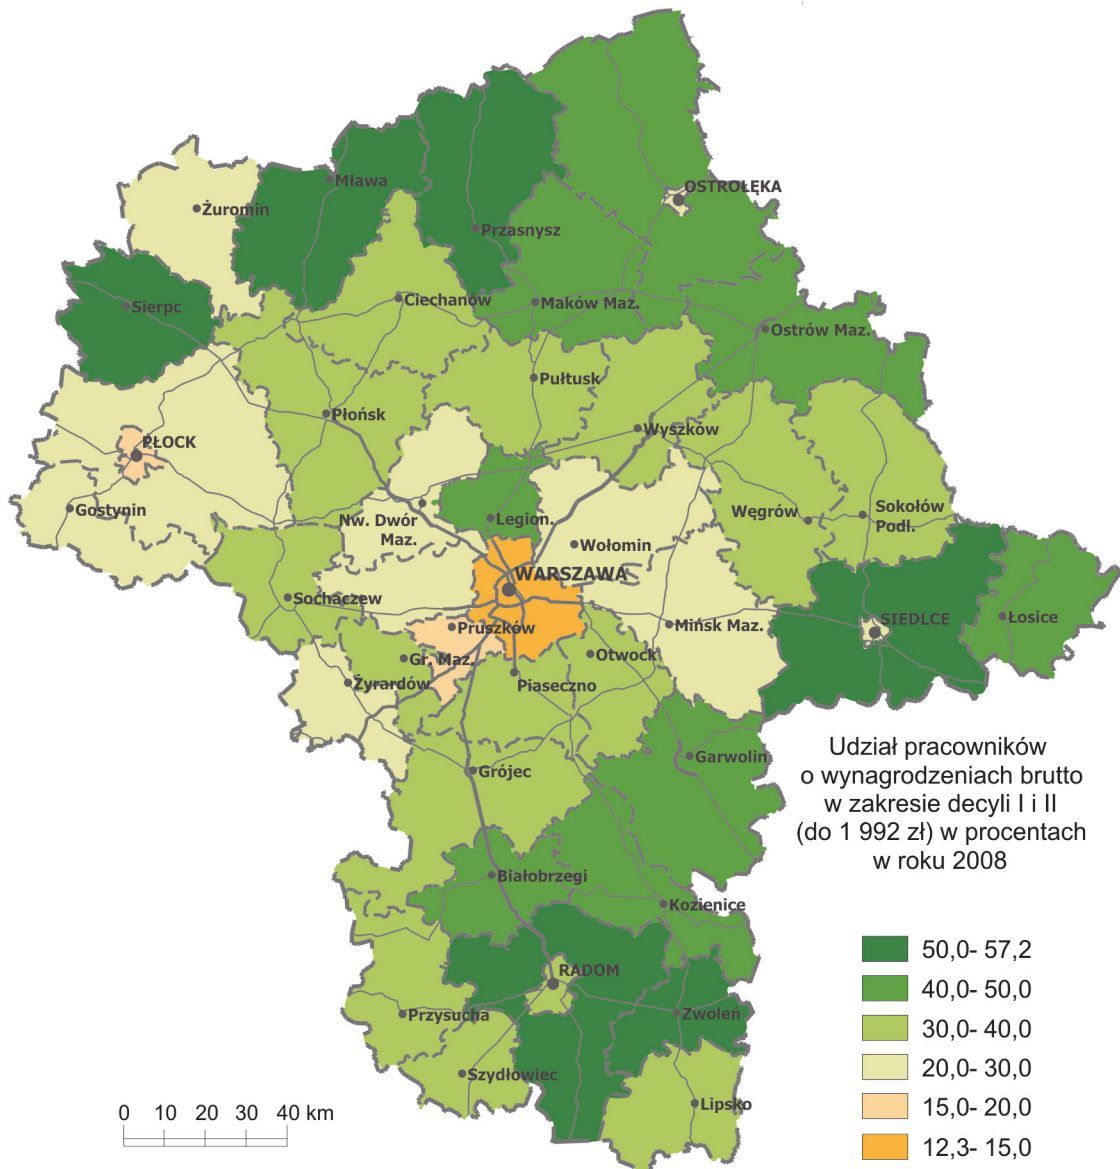 OSTROŁĘKA
Mława
Żuromin
Przasnysz
Ciechanów
Maków Maz.
Sierpc
Ostrów Maz.
Pułtusk
Płońsk
Wyszków
PŁOCK
Gostynin
Nw. Dwór
Maz.
Legion.
Węgrów
Sokołów
Podl.
Wołomin
WARSZAWA
Sochaczew
Pruszków
Mińsk Maz.
SIEDLCE
Łosice
Gr. Maz.
Otwock
Żyrardów
Piaseczno
Garwolin
Grójec
Białobrzegi
Kozienice
RADOM
Przysucha
Zwoleń
Szydłowiec
Lipsko
Udział pracowników
o wynagrodzeniach brutto
w zakresie decyli I i II
(do 1 992 zł) w procentach
w roku 2008
50,0- 57,2
40,0- 50,0
30,0- 40,0
20,0- 30,0
15,0- 20,0
12,3- 15,0
0 10 20 30 40 km